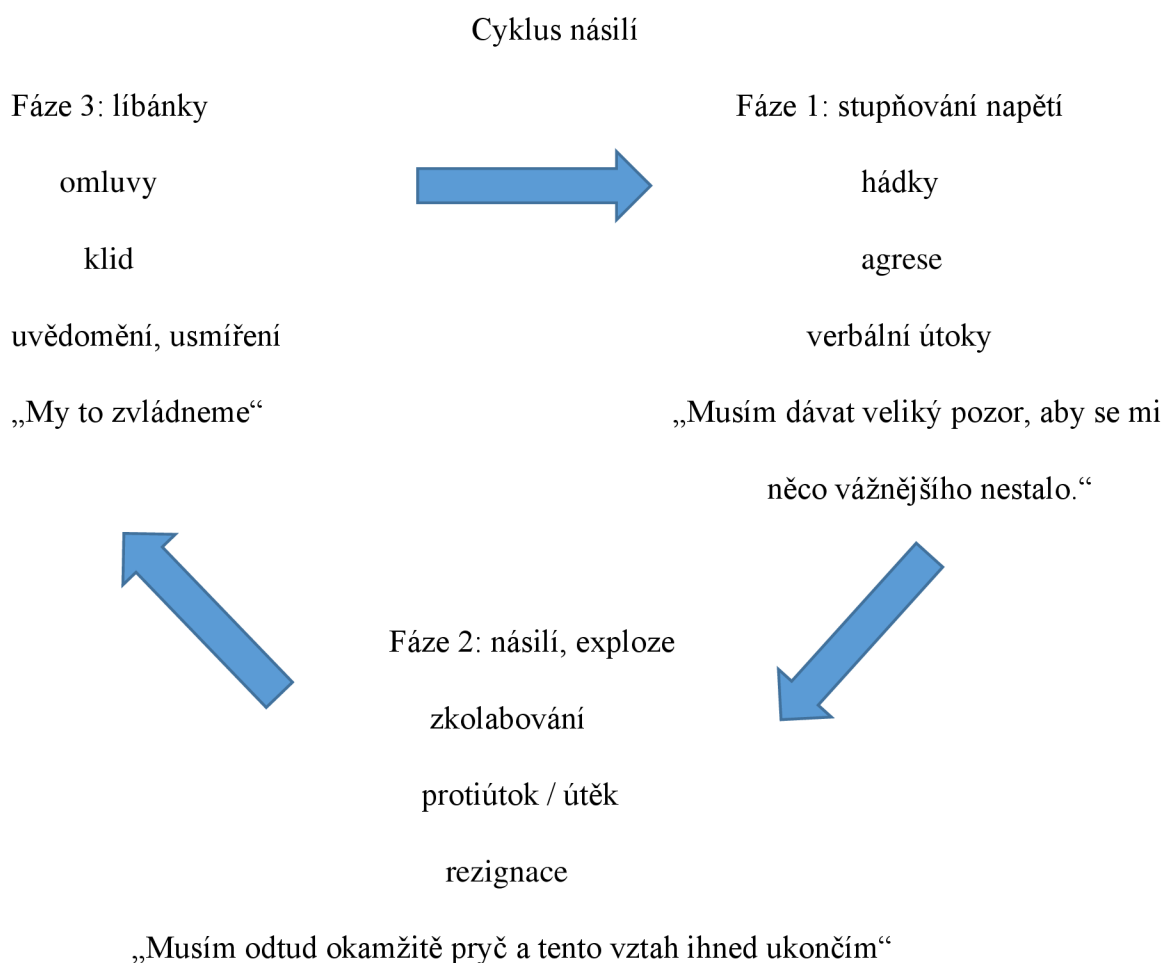 Cyklus násilí
Fáze 3: líbánky
omluvy
klid
uvědomění, usmíření
„My to zvládneme“
Fáze 1: stupňování napětí
hádky
agrese
verbální útoky
„Musím dávat veliký pozor, aby se mi
něco vážnějšího nestalo.“
Fáze 2: násilí, exploze
zkolabování
protiútok / útěk
rezignace
„Musím odtud okamžitě pryč a tento vztah ihned ukončím“